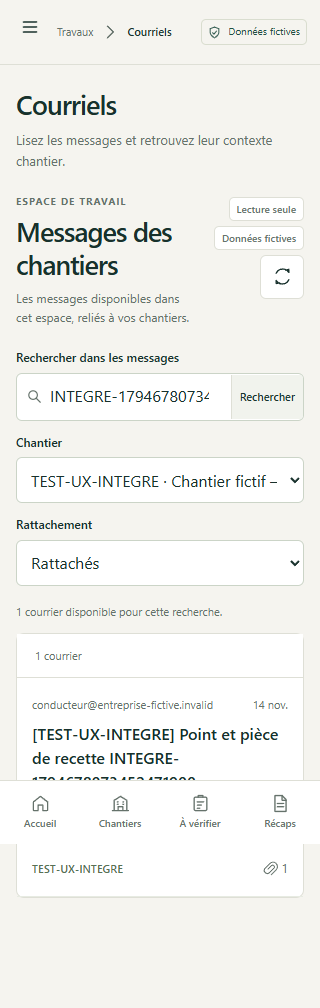 Travaux > Courriels
Données fictives
Courriels
Lisez les messages et retrouvez leur contexte
chantier.
ESPACE DE TRAVAIL
Lecture seule
Messages des
chantiers
Données fictives
Les messages disponibles dans
cet espace, reliés à vos chantiers.
Rechercher dans les messages
INTEGRE-17946780734
Rechercher
Chantier
TEST-UX-INTEGRE · Chantier fictif –
Rattachement
Rattachés
1 courrier disponible pour cette recherche.
1 courrier
conducteur@entreprise-fictive.invalid
14 nov.
[TEST-UX-INTEGRE] Point et pièce
de recette INTEGRE-
Accueil
Chantiers
À vérifier
Récaps
TEST-UX-INTEGRE
1